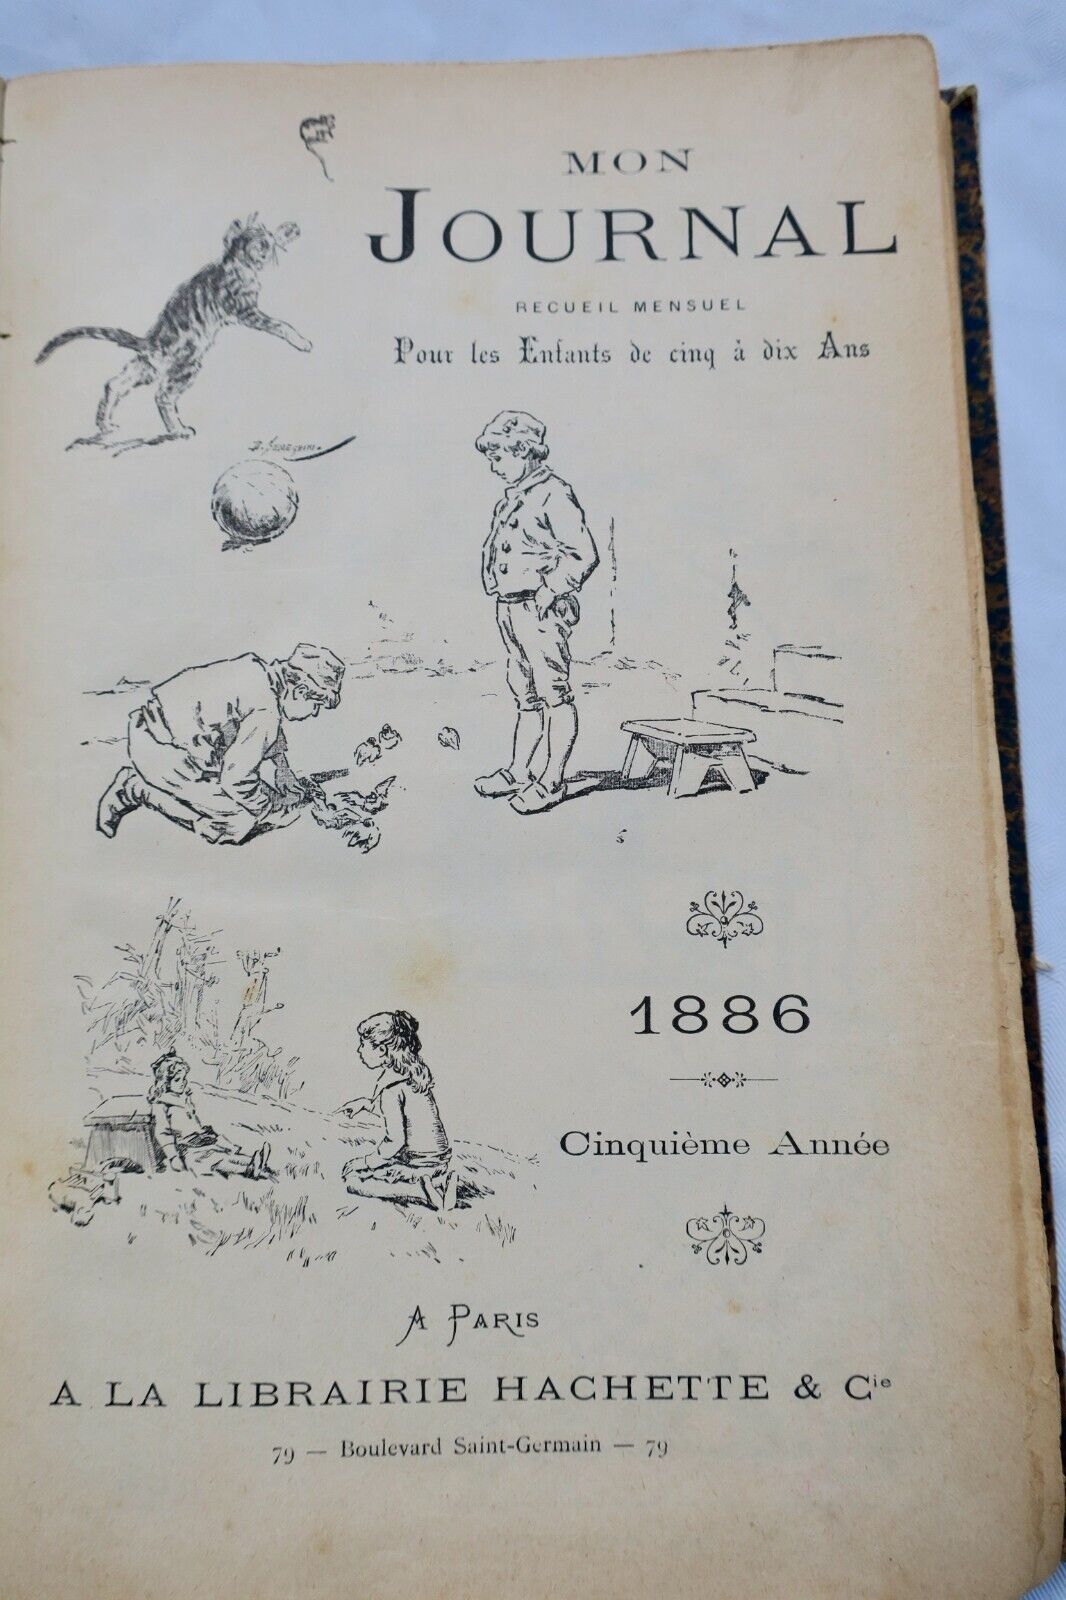 MON
JOURNAL
RECUEIL MENSUEL
Pour les Enfants de cinq à dix Ans
1886
Cinquième Année
A PARIS
A LA LIBRAIRIE HACHETTE & Cie
79 — Boulevard Saint-Germain — 79